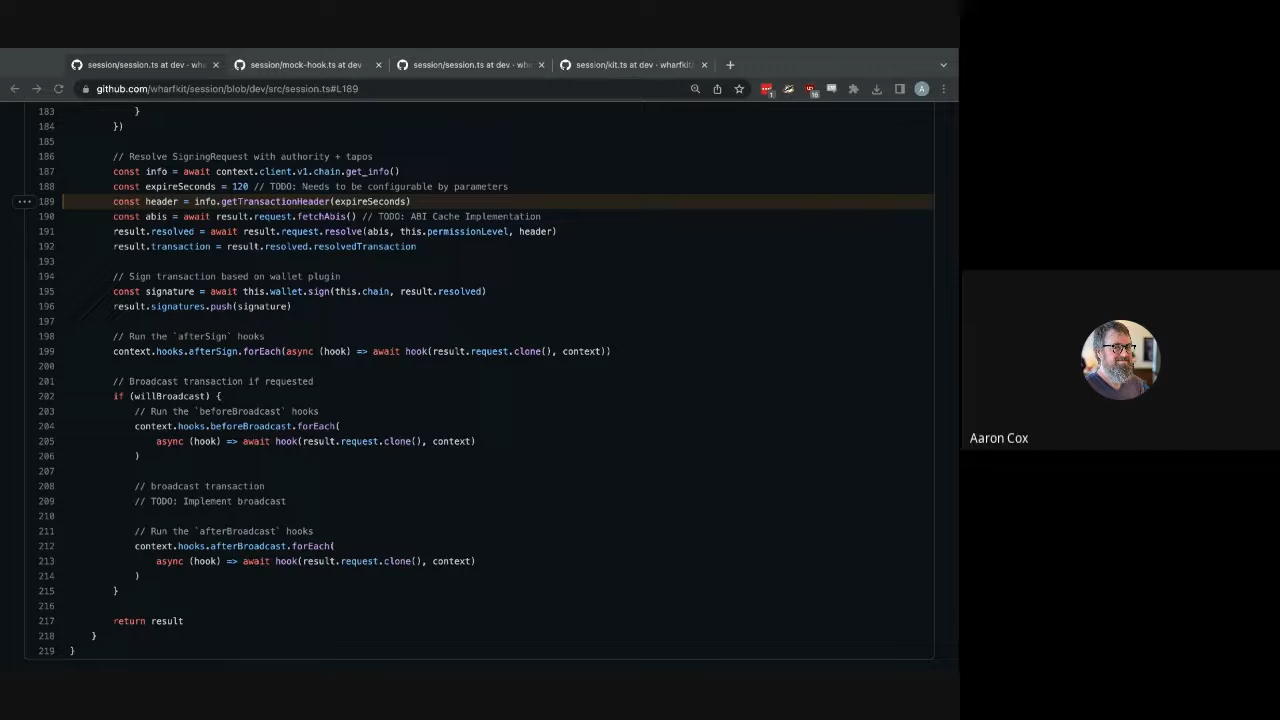 session/session.ts at dev · wha
session/mock-hook.ts at dev
session/session.ts at dev · wh
session/kit.ts at dev · wharfkit/
github.com/wharfkit/session/blob/dev/src/session.ts#L189
1
16
A
183 }
184 })
185
186 // Resolve SigningRequest with authority + tapos
187 const info = await context.client.v1.chain.get_info()
188 const expireSeconds = 120 // TODO: Needs to be configurable by parameters
189 const header = info.getTransactionHeader(expireSeconds)
190 const abis = await result.request.fetchAbis() // TODO: ABI Cache Implementation
191 result.resolved = await result.request.resolve(abis, this.permissionLevel, header)
192 result.transaction = result.resolved.resolvedTransaction
193
194 // Sign transaction based on wallet plugin
195 const signature = await this.wallet.sign(this.chain, result.resolved)
196 result.signatures.push(signature)
197
198 // Run the `afterSign` hooks
199 context.hooks.afterSign.forEach(async (hook) => await hook(result.request.clone(), context))
200
201 // Broadcast transaction if requested
202 if (willBroadcast) {
203 // Run the `beforeBroadcast` hooks
204 context.hooks.beforeBroadcast.forEach(
205 async (hook) => await hook(result.request.clone(), context)
206 )
207
208 // broadcast transaction
209 // TODO: Implement broadcast
210
211 // Run the `afterBroadcast` hooks
212 context.hooks.afterBroadcast.forEach(
213 async (hook) => await hook(result.request.clone(), context)
214 )
215 }
216
217 return result
218 }
219 }
Aaron Cox